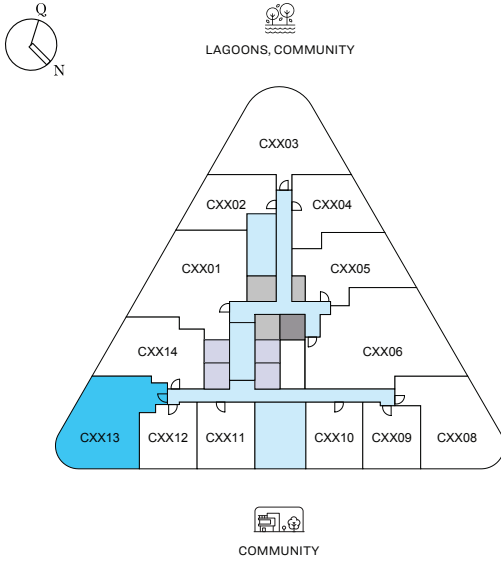 Q
N
LAGOONS, COMMUNITY
CXX03
CXX02
CXX04
CXX01
CXX05
CXX14
CXX06
CXX13
CXX12
CXX11
CXX10
CXX09
CXX08
COMMUNITY